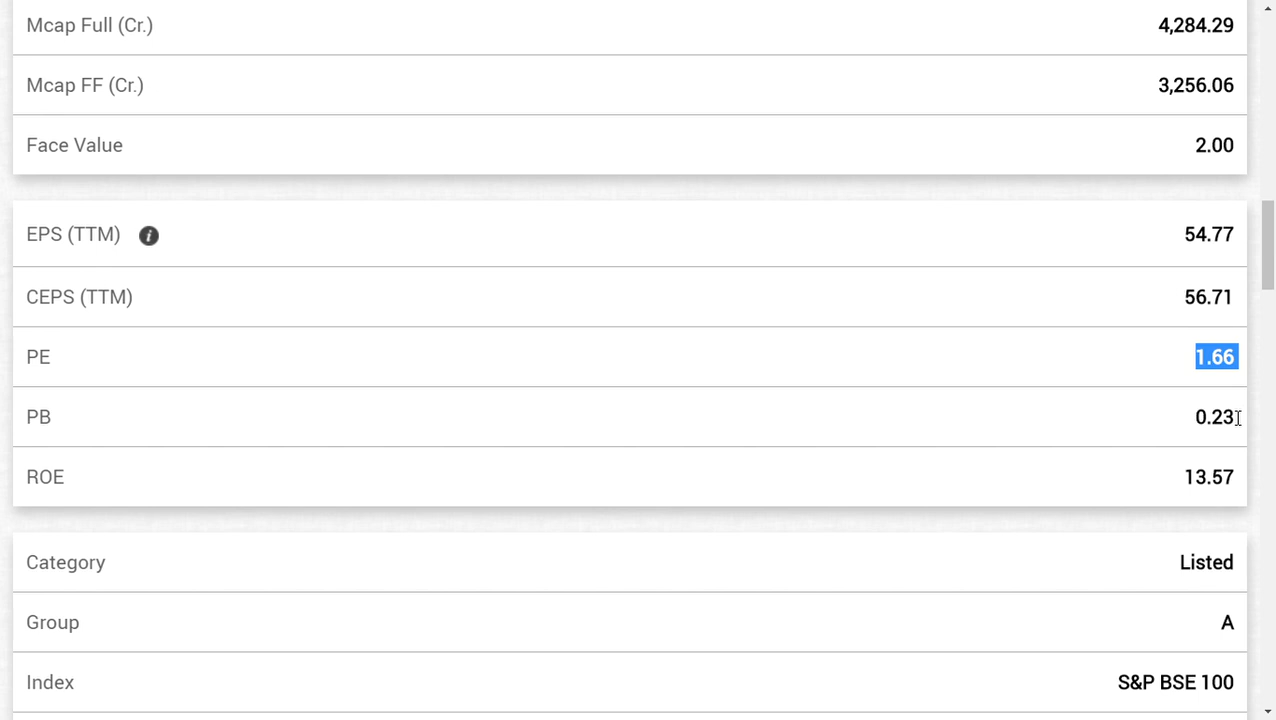 Mcap Full (Cr.) 4,284.29
Mcap FF (Cr.) 3,256.06
Face Value 2.00
EPS (TTM) i 54.77
CEPS (TTM) 56.71
PE 1.66
PB 0.23
ROE 13.57
Category Listed
Group A
Index S&P BSE 100